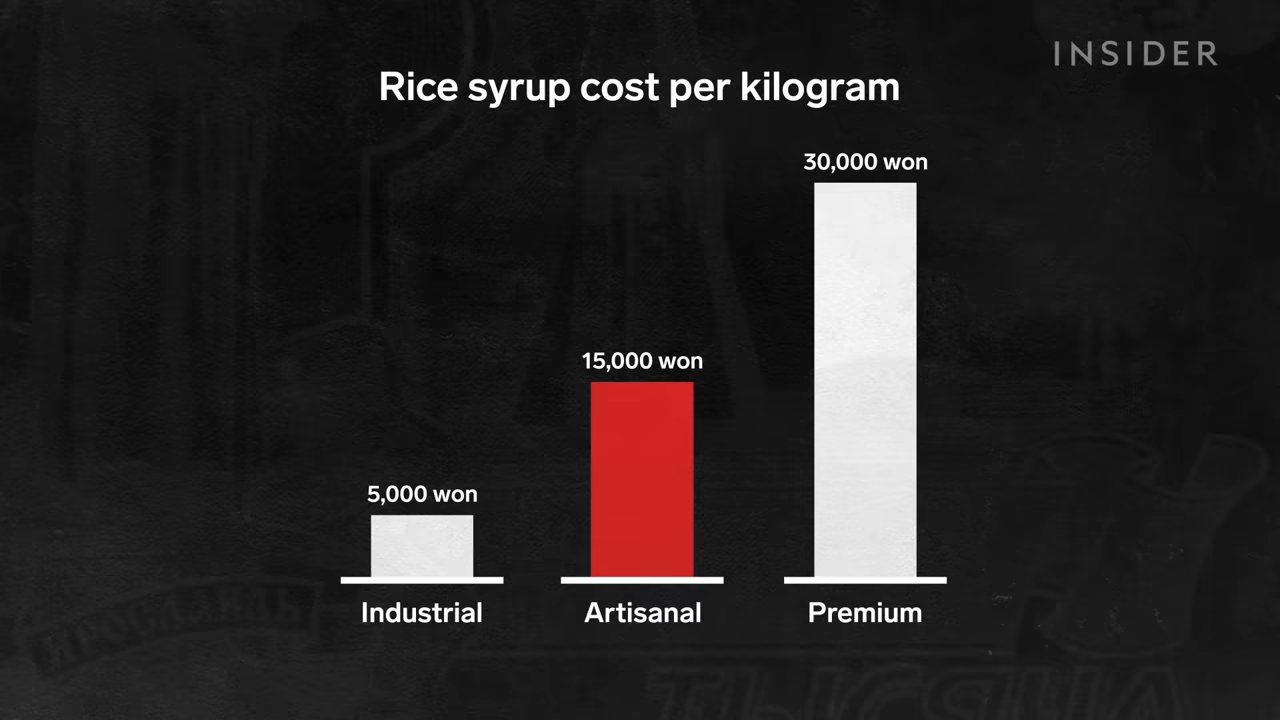 INSIDER
Rice syrup cost per kilogram
30,000 won
15,000 won
5,000 won
Industrial
Artisanal
Premium